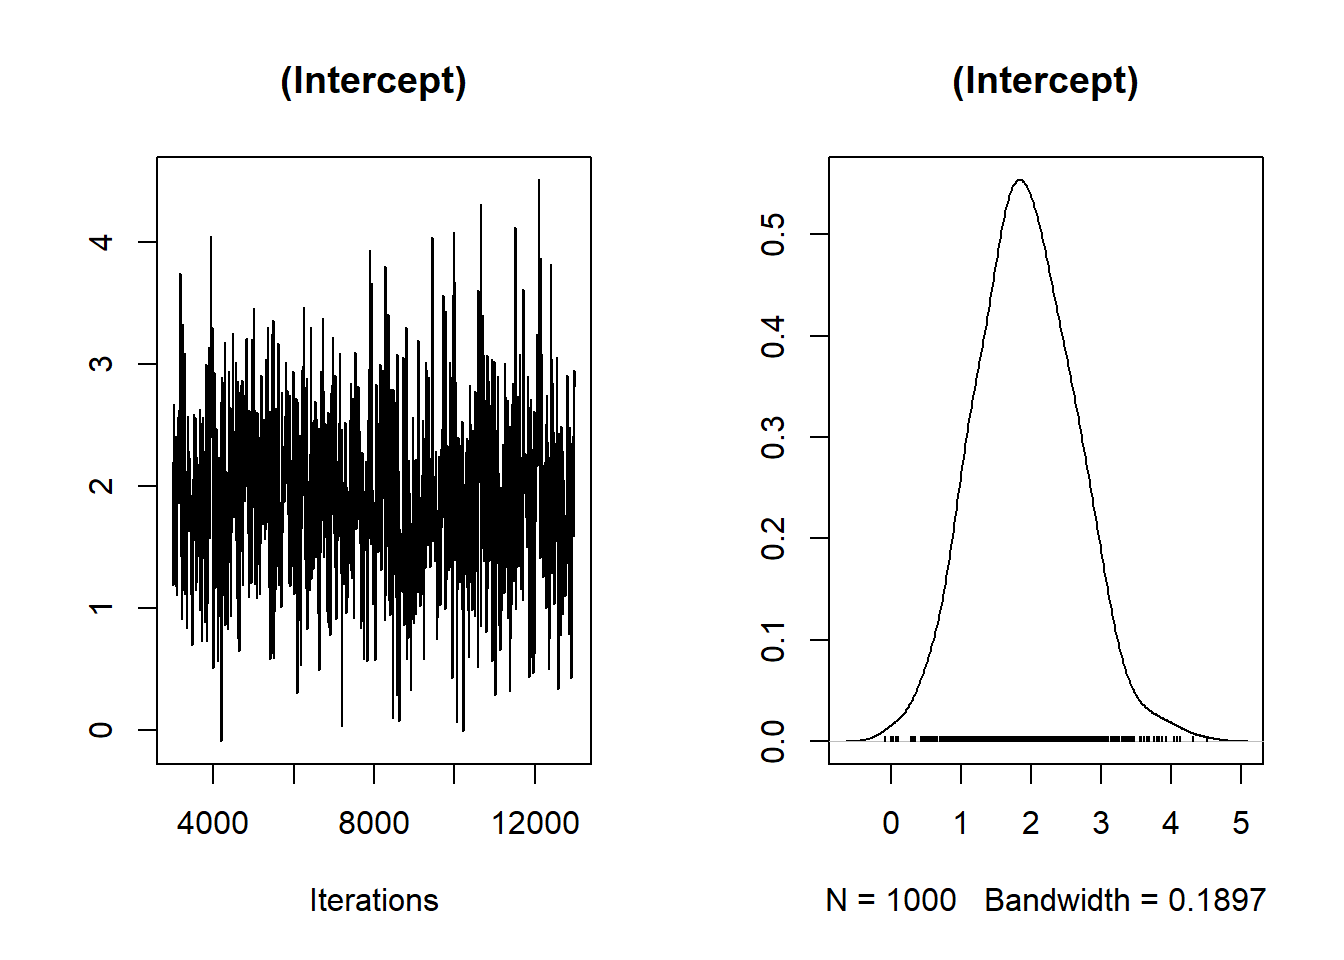 (Intercept)
4
3
2
1
0
4000 8000 12000
Iterations
(Intercept)
0.5
0.4
0.3
0.2
0.1
0.0
0 1 2 3 4 5
N = 1000   Bandwidth = 0.1897